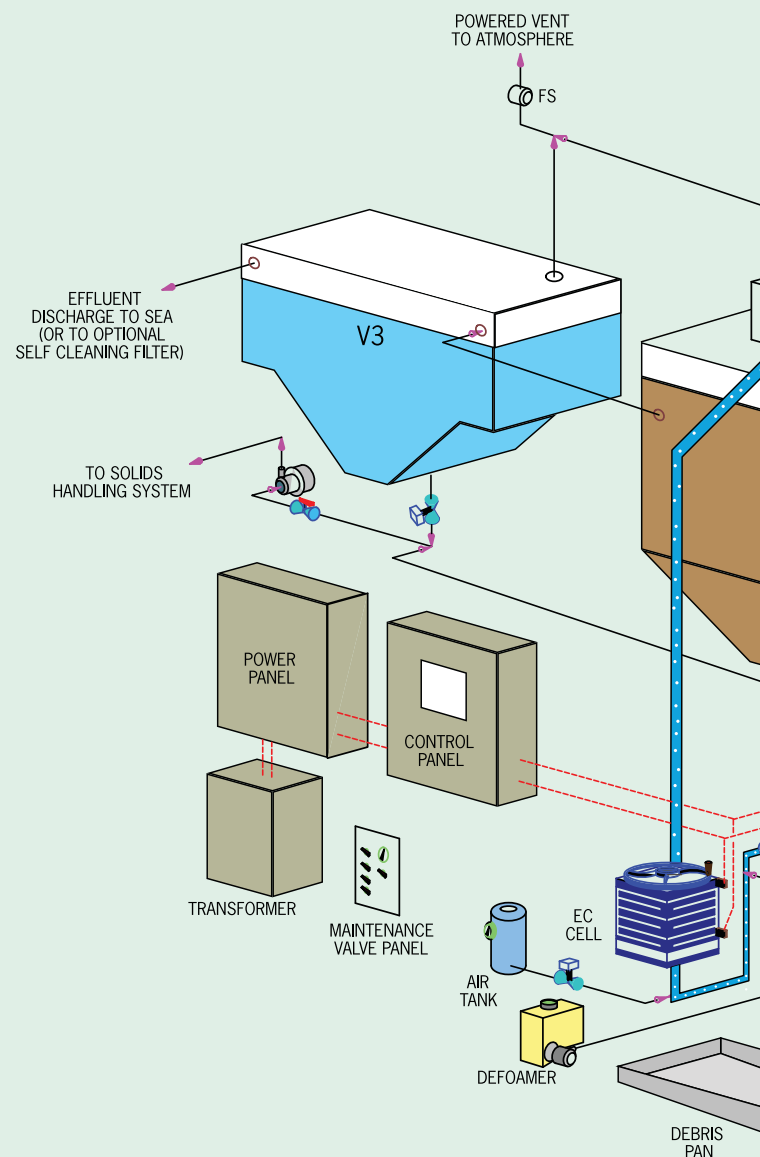 POWERED VENT
TO ATMOSPHERE
FS
EFFLUENT
DISCHARGE TO SEA
(OR TO OPTIONAL
SELF CLEANING FILTER)
V3
TO SOLIDS
HANDLING SYSTEM
POWER
PANEL
CONTROL
PANEL
TRANSFORMER
MAINTENANCE
VALVE PANEL
EC
CELL
AIR
TANK
DEFOAMER
DEBRIS
PAN